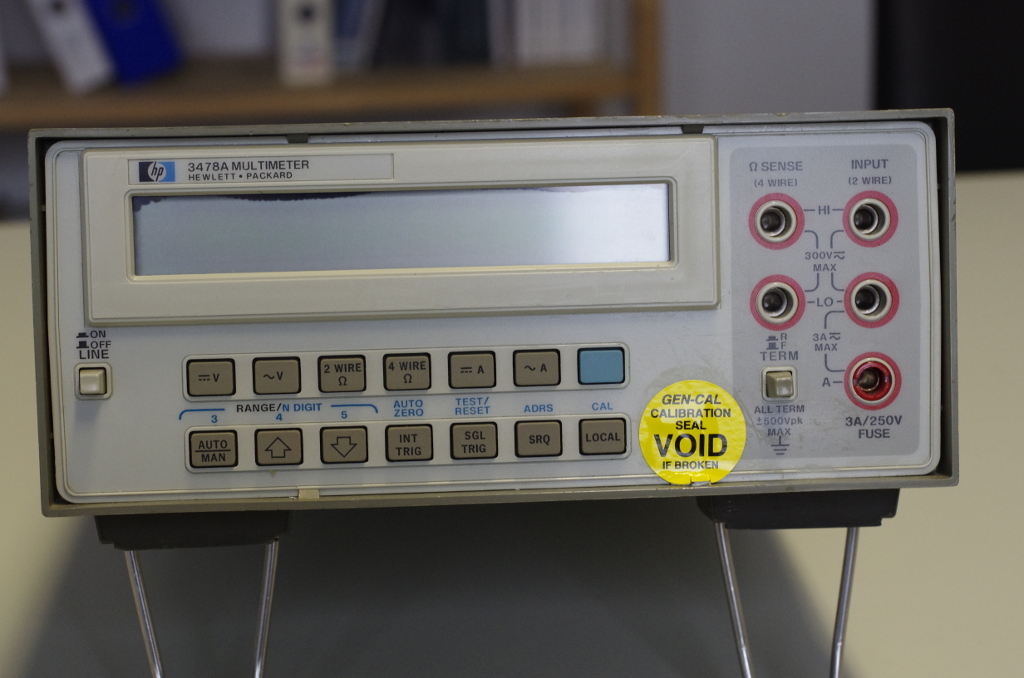 hp
3478A MULTIMETER
HEWLETT • PACKARD
Ω SENSE
(4 WIRE)
INPUT
(2 WIRE)
HI
300V⎓~
MAX
LO
3A⎓~
MAX
A
3A/250V
FUSE
R
F
TERM
ALL TERM
±500Vpk
MAX
ON
OFF
LINE
⎓V
~V
2 WIRE
Ω
4 WIRE
Ω
⎓A
~A
RANGE/N DIGIT
3
4
5
AUTO
ZERO
TEST/
RESET
ADRS
CAL
AUTO/
MAN
INT
TRIG
SGL
TRIG
SRQ
LOCAL
GEN-CAL
CALIBRATION
SEAL
VOID
IF BROKEN